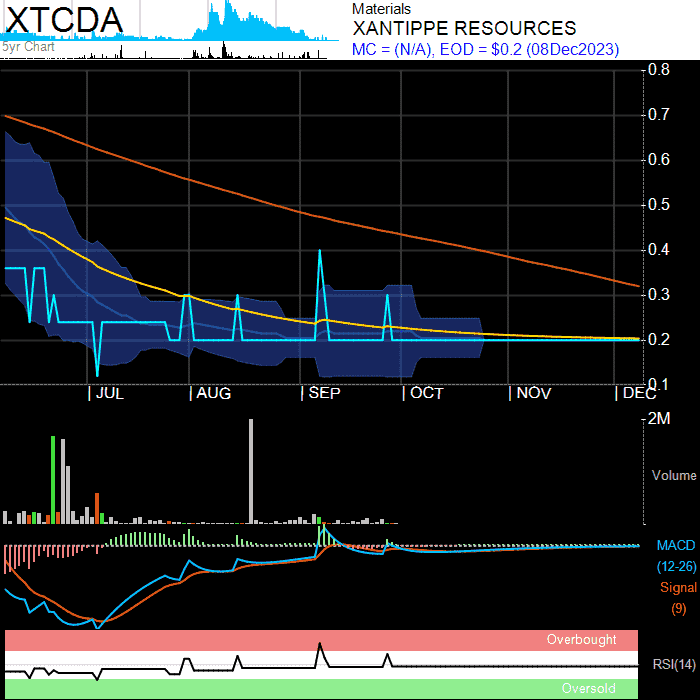 XTCDA
5yr Chart
Materials
XANTIPPE RESOURCES
MC = (N/A), EOD = $0.2 (08Dec2023)
0.8
0.7
0.6
0.5
0.4
0.3
0.2
0.1
JUL AUG SEP OCT NOV DEC
2M
Volume
MACD
(12-26)
Signal
(9)
Overbought
RSI(14)
Oversold